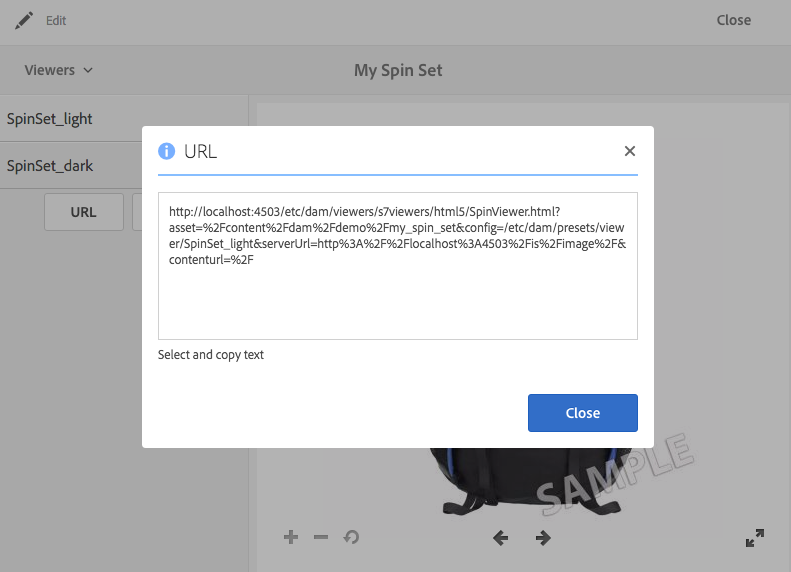 Edit
Close
Viewers
My Spin Set
SpinSet_light
SpinSet_dark
URL
URL
http://localhost:4503/etc/dam/viewers/s7viewers/html5/SpinViewer.html?
asset=%2Fcontent%2Fdam%2Fdemo%2Fmy_spin_set&config=/etc/dam/presets/view
er/SpinSet_light&serverUrl=http%3A%2F%2Flocalhost%3A4503%2Fis%2Fimage%2F&
contenturl=%2F
Select and copy text
Close
SAMPLE